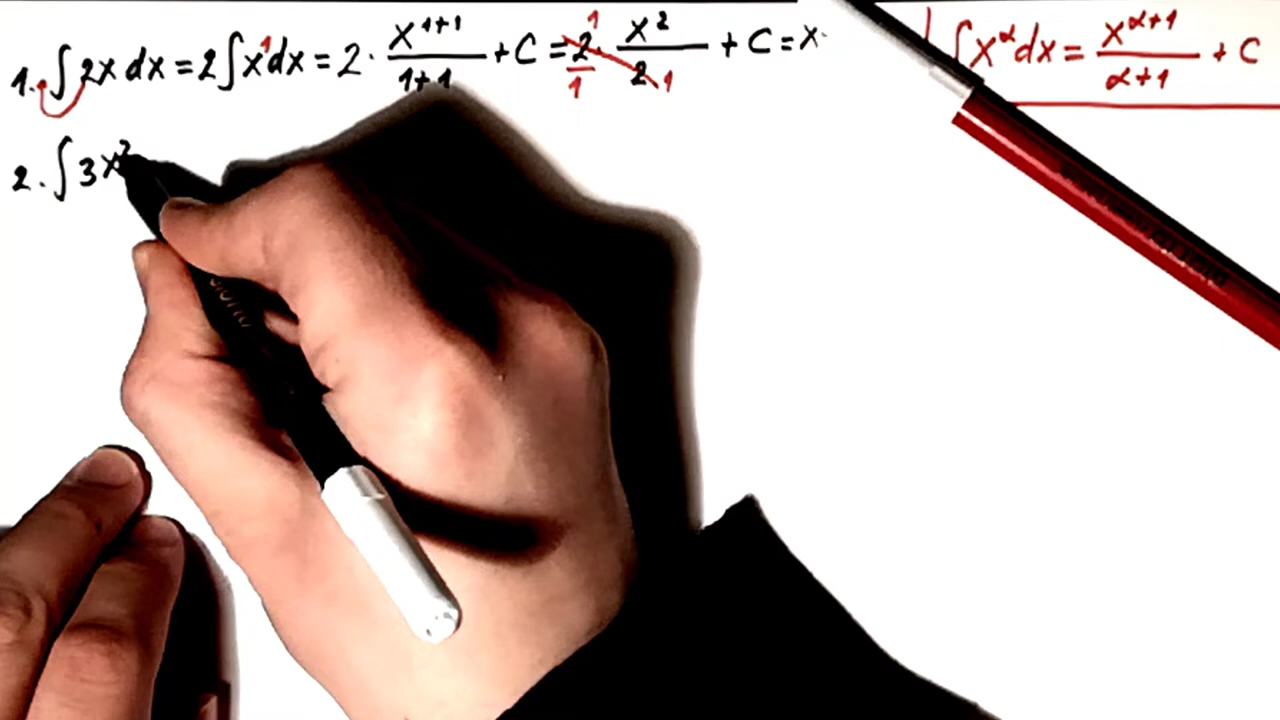 1. ∫2x dx = 2∫x¹dx = 2 · x¹⁺¹/1+1 + C = 2/1 · x²/2 + C = x
∫x^α dx = x^(α+1)/α+1 + C
2. ∫3x²